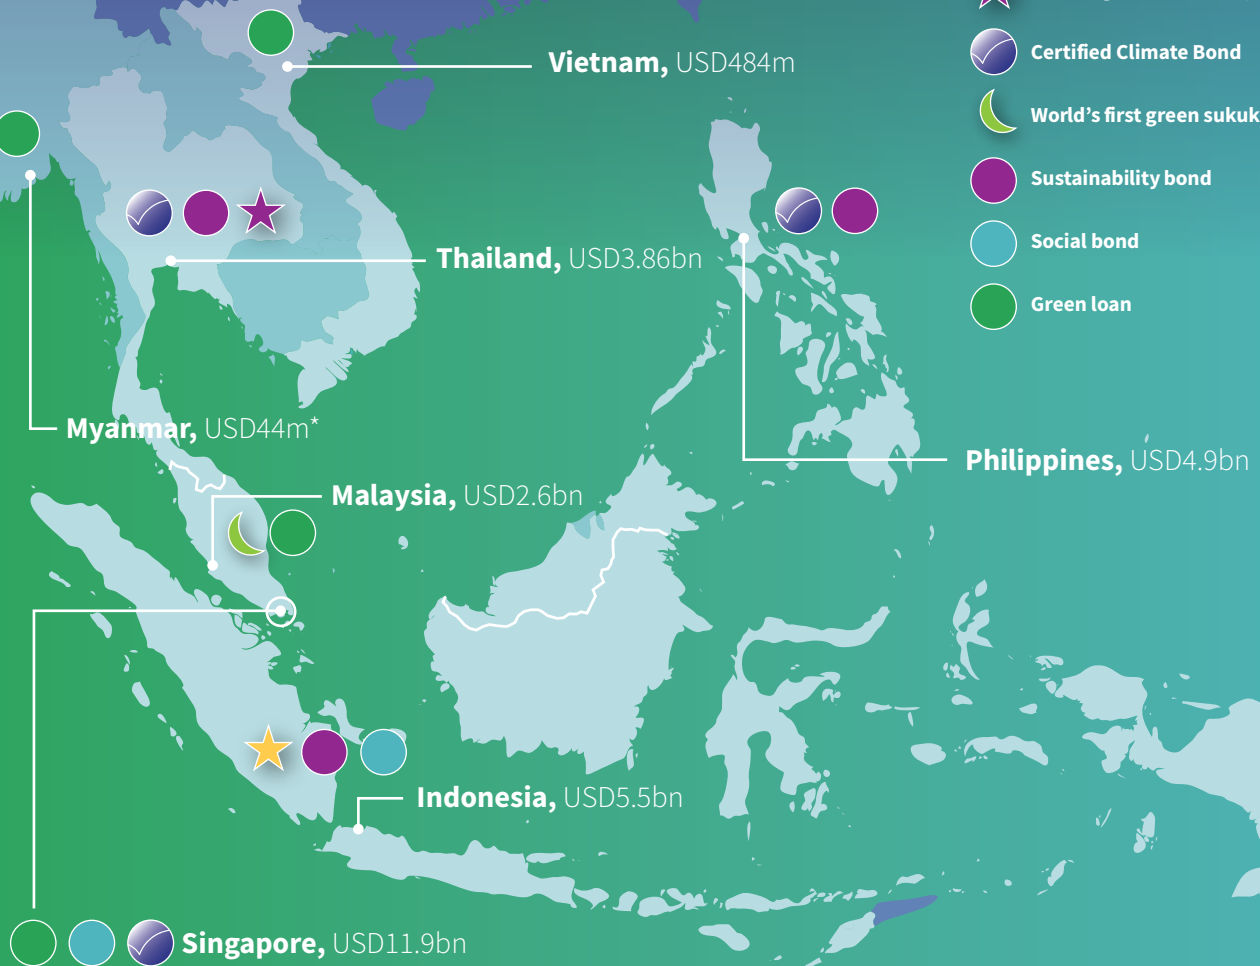 Vietnam, USD484m
Certified Climate Bond
World's first green sukuk
Sustainability bond
Social bond
Green loan
Thailand, USD3.86bn
Myanmar, USD44m*
Philippines, USD4.9bn
Malaysia, USD2.6bn
Indonesia, USD5.5bn
Singapore, USD11.9bn